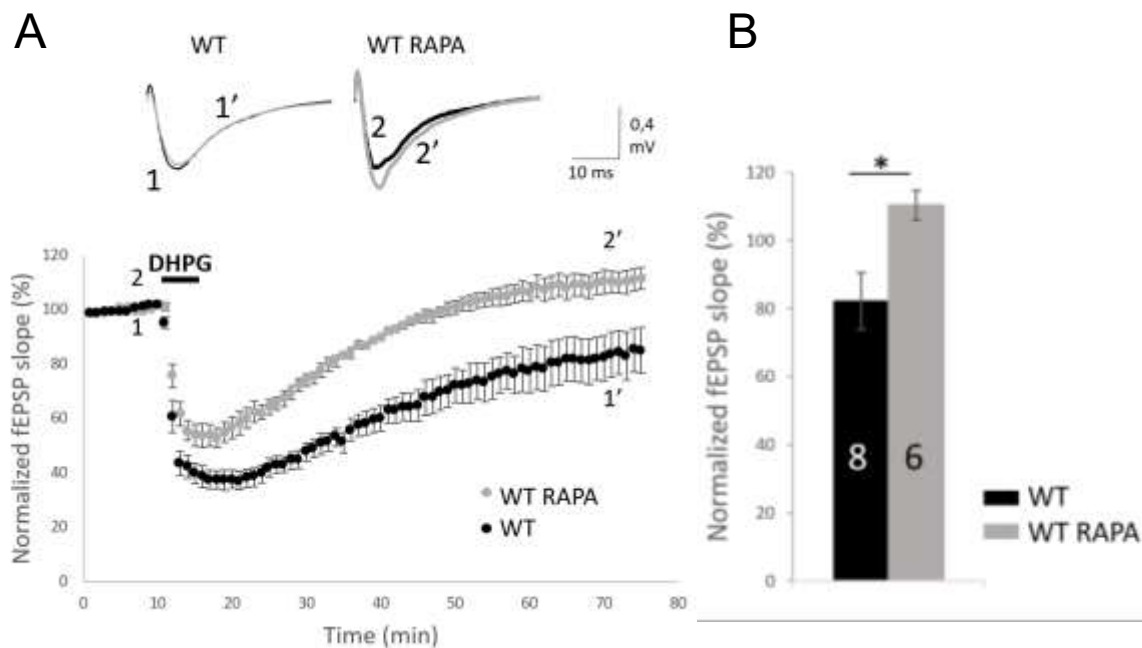 A
WT
WT RAPA
1
1'
2
2'
0,4
mV
10 ms
Normalized fEPSP slope (%)
120
100
80
60
40
20
0
DHPG
2
1
2'
1'
WT RAPA
WT
0 10 20 30 40 50 60 70 80
Time (min)
B
Normalized fEPSP slope (%)
120
100
80
60
40
20
0
*
8
6
WT
WT RAPA